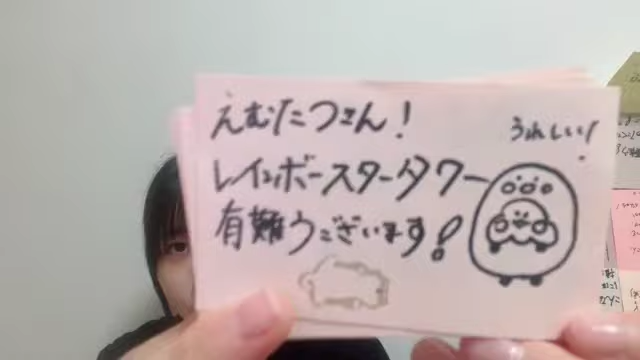 えむたつさん!
うれしい!
レインボースタータワー
有難うございます!